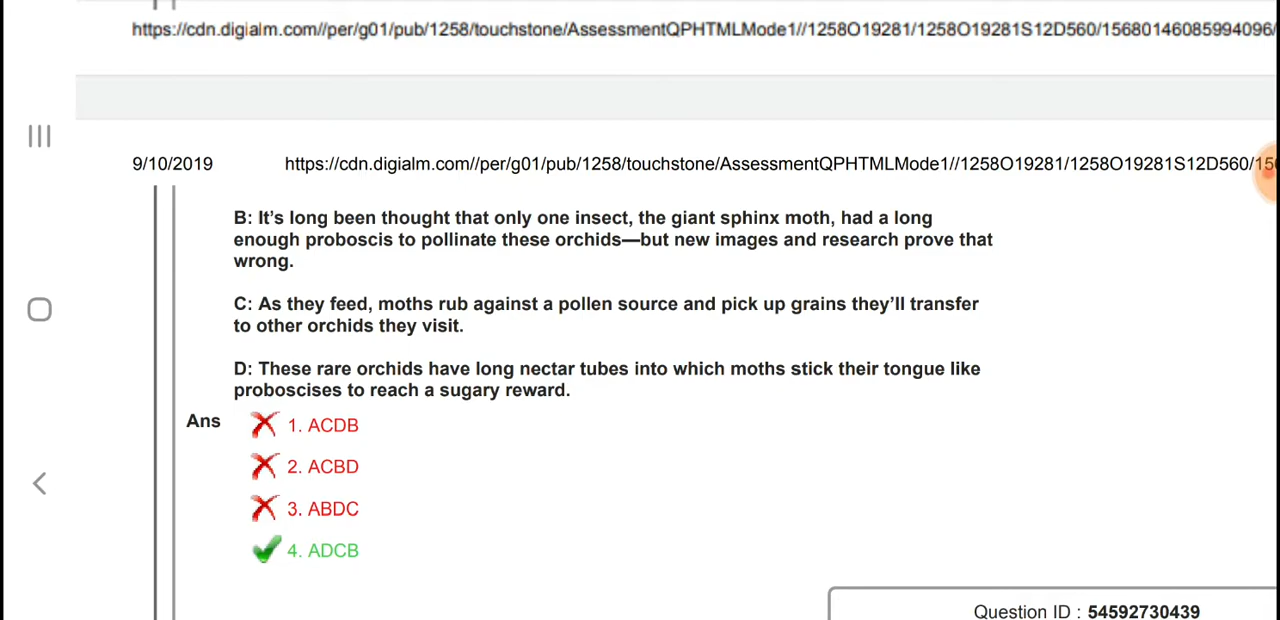 https://cdn.digialm.com//per/g01/pub/1258/touchstone/AssessmentQPHTMLMode1//1258O19281/1258O19281S12D560/15680146085994096/
9/10/2019 https://cdn.digialm.com//per/g01/pub/1258/touchstone/AssessmentQPHTMLMode1//1258O19281/1258O19281S12D560/15
B: It’s long been thought that only one insect, the giant sphinx moth, had a long
enough proboscis to pollinate these orchids—but new images and research prove that
wrong.
C: As they feed, moths rub against a pollen source and pick up grains they’ll transfer
to other orchids they visit.
D: These rare orchids have long nectar tubes into which moths stick their tongue like
proboscises to reach a sugary reward.
Ans 1. ACDB
2. ACBD
3. ABDC
4. ADCB
Question ID : 54592730439